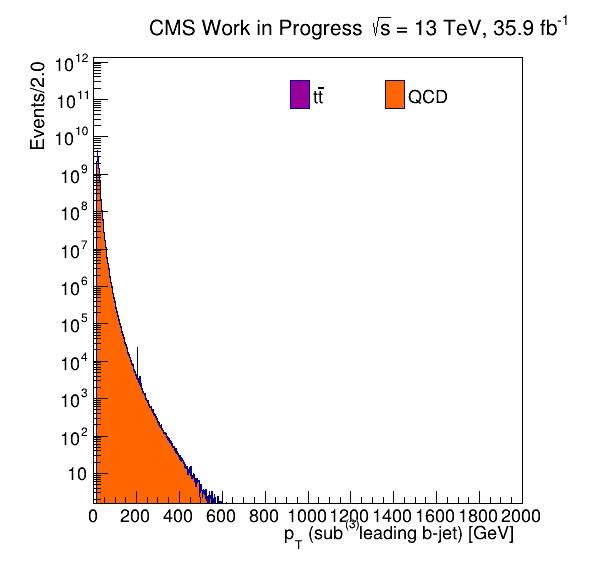 CMS Work in Progress √s = 13 TeV, 35.9 fb⁻¹
Events/2.0
tt̅ QCD
10¹²
10¹¹
10¹⁰
10⁹
10⁸
10⁷
10⁶
10⁵
10⁴
10³
10²
10
0 200 400 600 800 1000 1200 1400 1600 1800 2000
p_T (sub⁽³⁾leading b-jet) [GeV]